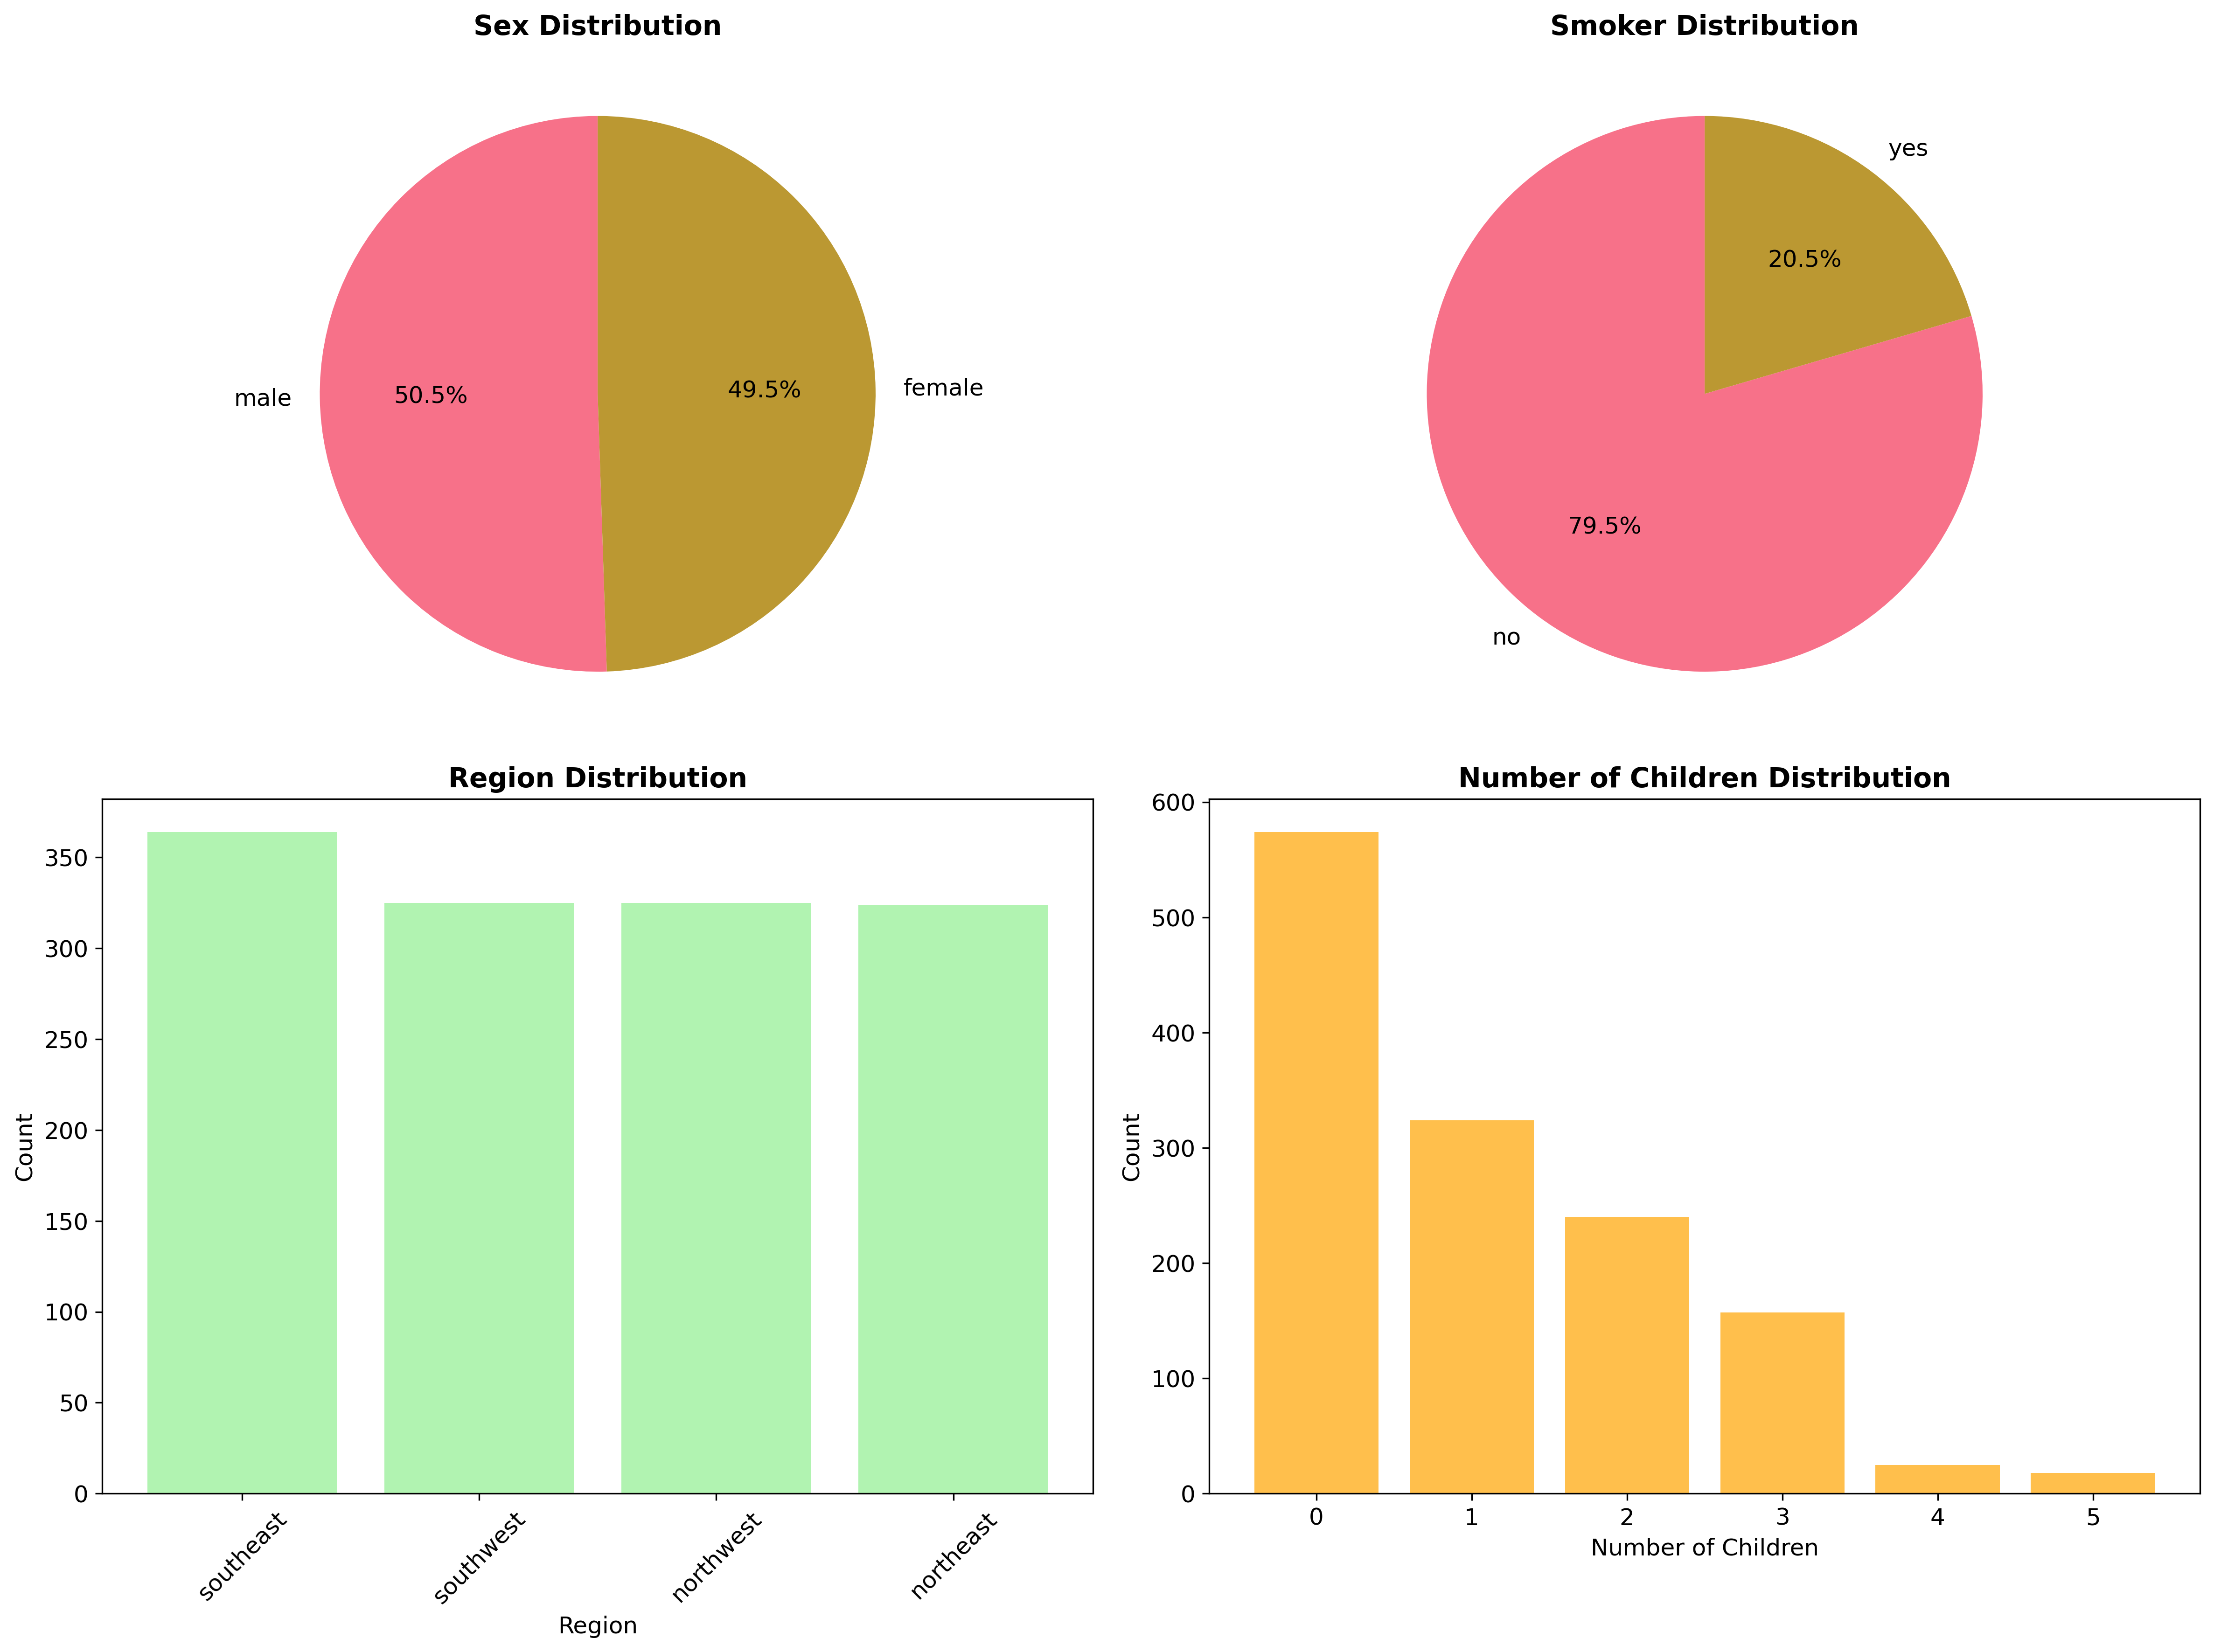 Sex Distribution
male
50.5%
49.5%
female
Smoker Distribution
yes
20.5%
79.5%
no
Region Distribution
350
300
250
200
150
100
50
0
Count
southeast
southwest
northwest
northeast
Region
Number of Children Distribution
600
500
400
300
200
100
0
Count
0 1 2 3 4 5
Number of Children